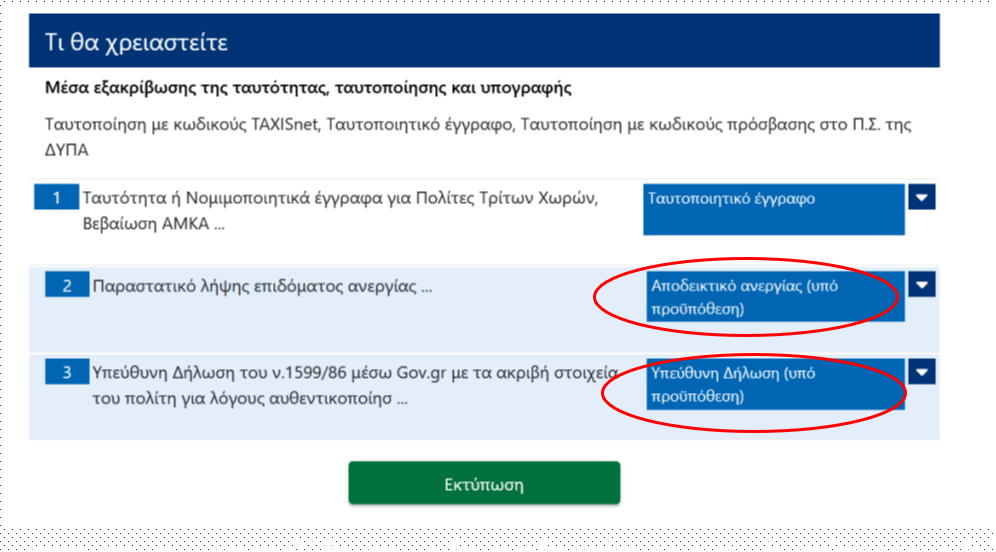 Τι θα χρειαστείτε
Μέσα εξακρίβωσης της ταυτότητας, ταυτοποίησης και υπογραφής
Ταυτοποίηση με κωδικούς TAXISnet, Ταυτοποιητικό έγγραφο, Ταυτοποίηση με κωδικούς πρόσβασης στο Π.Σ. της
ΔΥΠΑ
1 Ταυτότητα ή Νομιμοποιητικά έγγραφα για Πολίτες Τρίτων Χωρών,
Βεβαίωση ΑΜΚΑ ...
Ταυτοποιητικό έγγραφο
2 Παραστατικό λήψης επιδόματος ανεργίας ...
Αποδεικτικό ανεργίας (υπό
προϋπόθεση)
3 Υπεύθυνη Δήλωση του ν.1599/86 μέσω Gov.gr με τα ακριβή στοιχεία
του πολίτη για λόγους αυθεντικοποίησ ...
Υπεύθυνη Δήλωση (υπό
προϋπόθεση)
Εκτύπωση